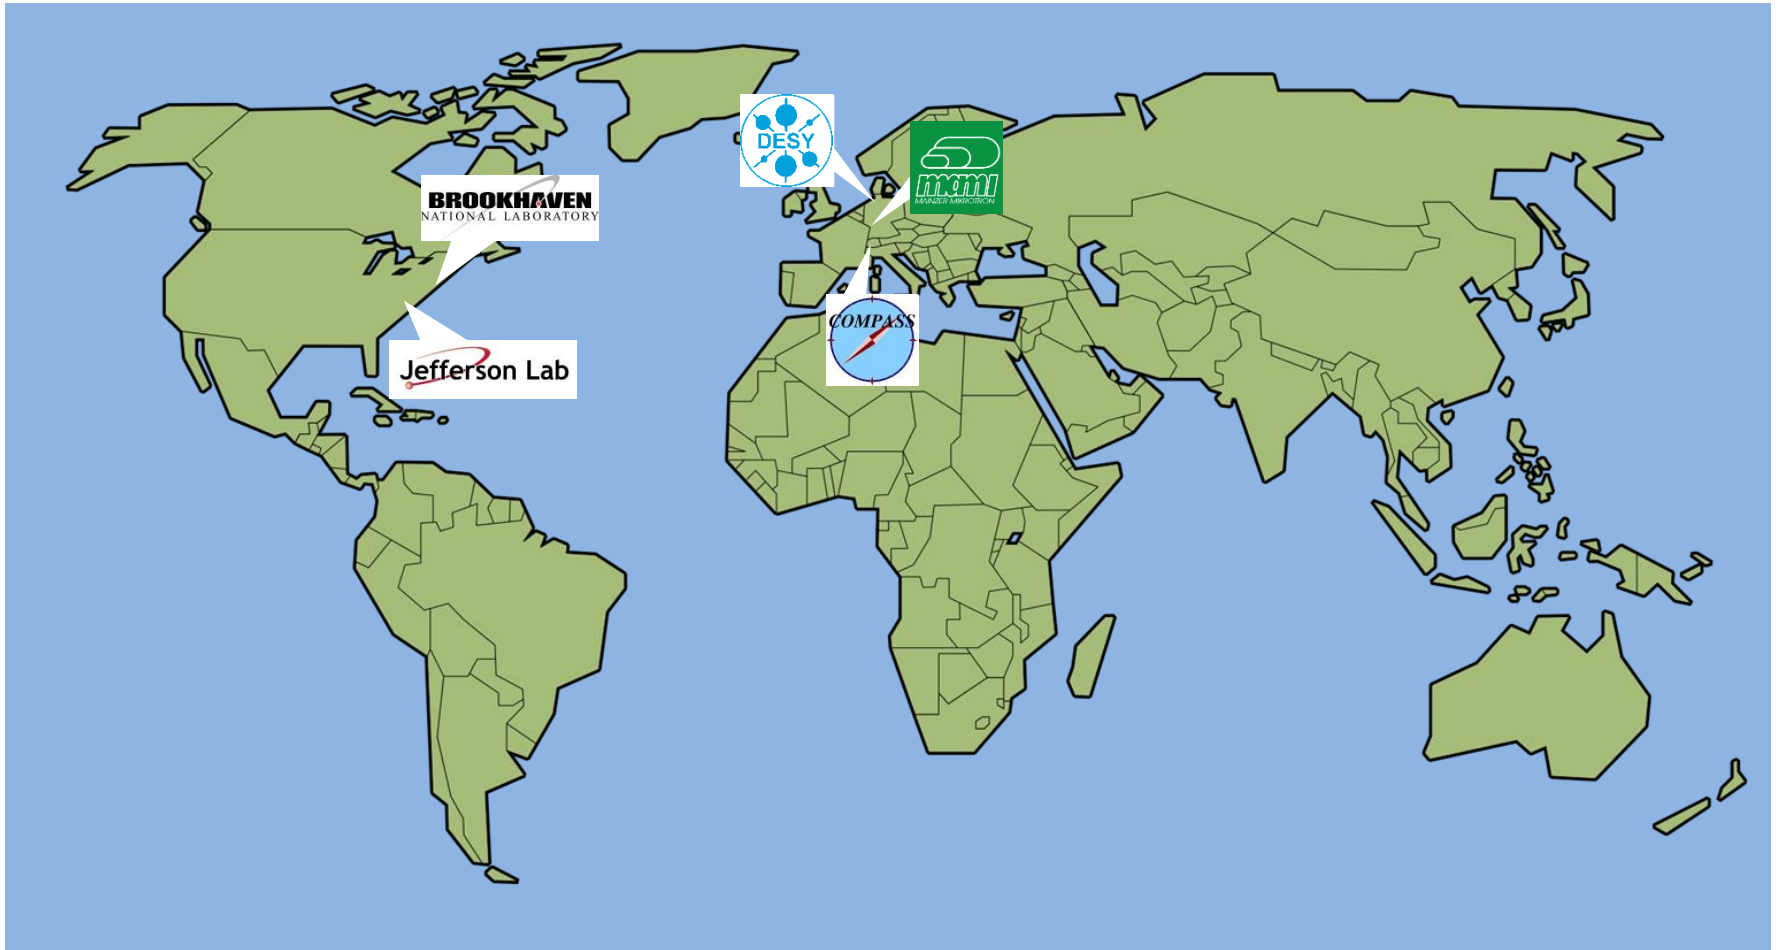 DESY
mami
MAINZER MIKROTRON
BROOKHAVEN
NATIONAL LABORATORY
COMPASS
Jefferson Lab